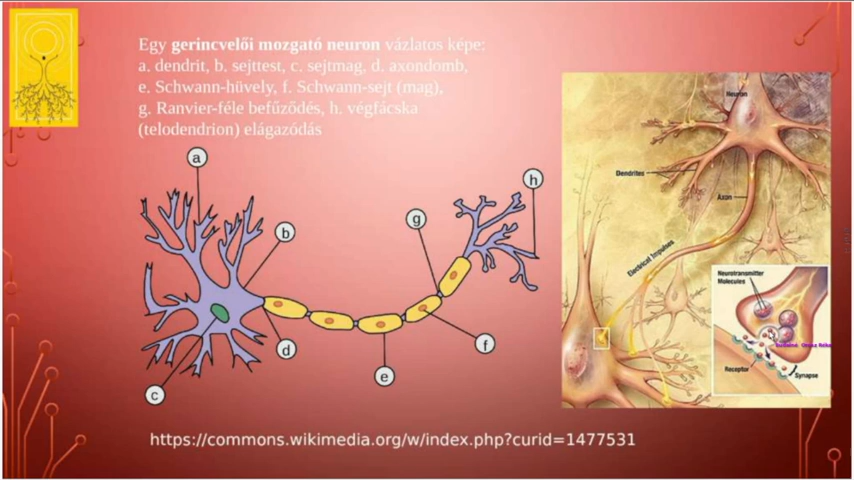 Egy gerincvelői mozgató neuron vázlatos képe:
a. dendrit, b. sejttest, c. sejtmag, d. axondomb,
e. Schwann-hüvely, f. Schwann-sejt (mag),
g. Ranvier-féle befűződés, h. végfácska
(telodendrion) elágazódás
a
h
g
b
d
f
e
c
Neuron
Dendrites
Axon
Electrical Impulses
Neurotransmitter
Molecules
Receptor
Synapse
https://commons.wikimedia.org/w/index.php?curid=1477531